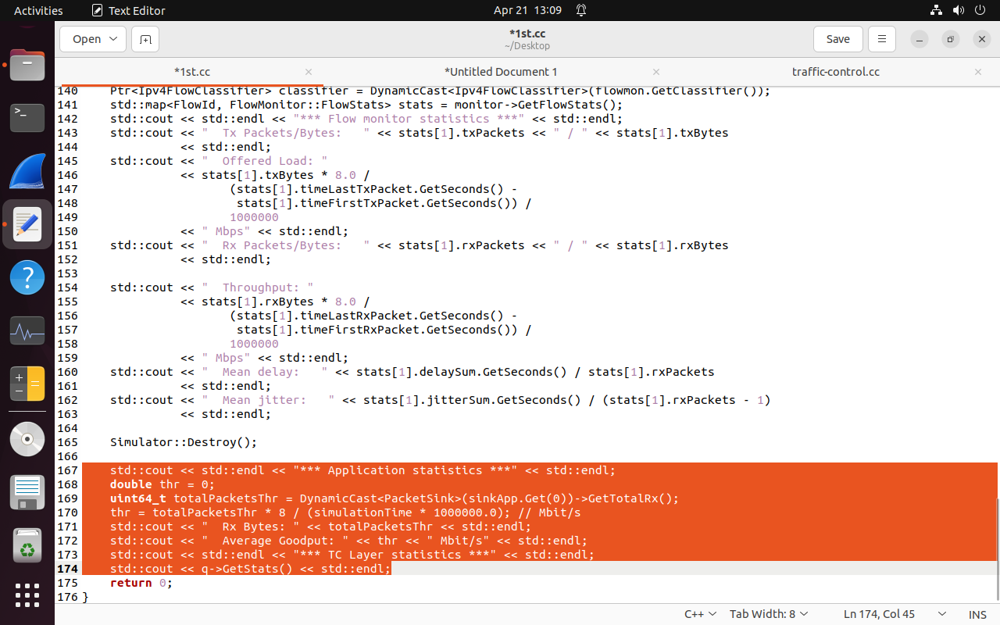 Activities Text Editor Apr 21 13:09
Open *1st.cc Save
~/Desktop
*1st.cc *Untitled Document 1 traffic-control.cc
140     Ptr<Ipv4FlowClassifier> classifier = DynamicCast<Ipv4FlowClassifier>(flowmon.GetClassifier());
141     std::map<FlowId, FlowMonitor::FlowStats> stats = monitor->GetFlowStats();
142     std::cout << std::endl << "*** Flow monitor statistics ***" << std::endl;
143     std::cout << "  Tx Packets/Bytes:   " << stats[1].txPackets << " / " << stats[1].txBytes
144               << std::endl;
145     std::cout << "  Offered Load: "
146               << stats[1].txBytes * 8.0 /
147                      (stats[1].timeLastTxPacket.GetSeconds() -
148                       stats[1].timeFirstTxPacket.GetSeconds()) /
149                      1000000
150               << " Mbps" << std::endl;
151     std::cout << "  Rx Packets/Bytes:   " << stats[1].rxPackets << " / " << stats[1].rxBytes
152               << std::endl;
153
154     std::cout << "  Throughput: "
155               << stats[1].rxBytes * 8.0 /
156                      (stats[1].timeLastRxPacket.GetSeconds() -
157                       stats[1].timeFirstRxPacket.GetSeconds()) /
158                      1000000
159               << " Mbps" << std::endl;
160     std::cout << "  Mean delay:   " << stats[1].delaySum.GetSeconds() / stats[1].rxPackets
161               << std::endl;
162     std::cout << "  Mean jitter:   " << stats[1].jitterSum.GetSeconds() / (stats[1].rxPackets - 1)
163               << std::endl;
164
165     Simulator::Destroy();
166
167     std::cout << std::endl << "*** Application statistics ***" << std::endl;
168     double thr = 0;
169     uint64_t totalPacketsThr = DynamicCast<PacketSink>(sinkApp.Get(0))->GetTotalRx();
170     thr = totalPacketsThr * 8 / (simulationTime * 1000000.0); // Mbit/s
171     std::cout << "  Rx Bytes: " << totalPacketsThr << std::endl;
172     std::cout << "  Average Goodput: " << thr << " Mbit/s" << std::endl;
173     std::cout << std::endl << "*** TC Layer statistics ***" << std::endl;
174     std::cout << q->GetStats() << std::endl;
175     return 0;
176 }
C++ Tab Width: 8 Ln 174, Col 45 INS